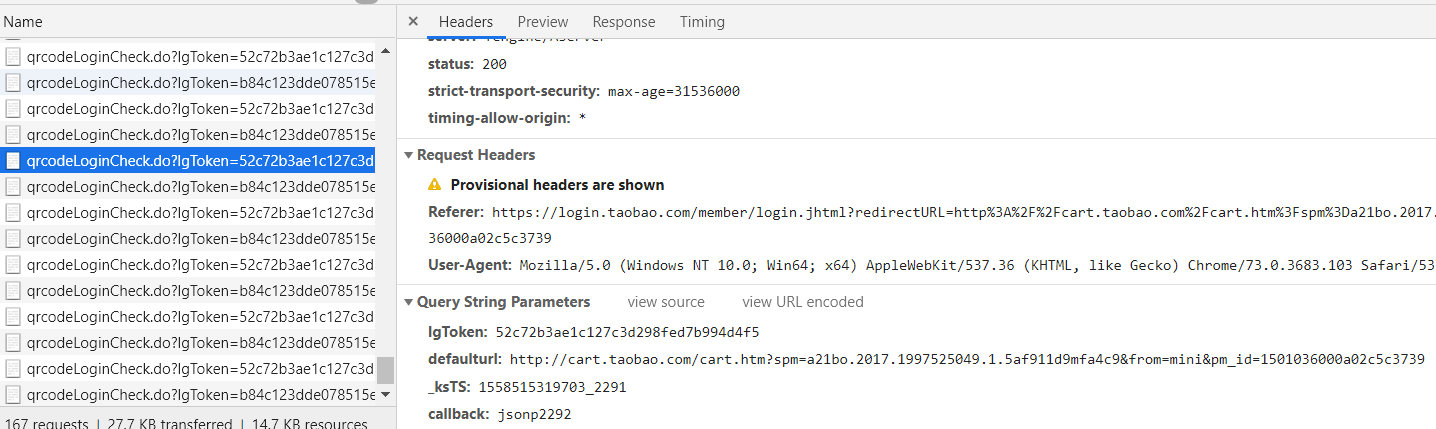 Name
qrcodeLoginCheck.do?lgToken=52c72b3ae1c127c3d
qrcodeLoginCheck.do?lgToken=b84c123dde078515e
qrcodeLoginCheck.do?lgToken=52c72b3ae1c127c3d
qrcodeLoginCheck.do?lgToken=b84c123dde078515e
qrcodeLoginCheck.do?lgToken=52c72b3ae1c127c3d
qrcodeLoginCheck.do?lgToken=b84c123dde078515e
qrcodeLoginCheck.do?lgToken=52c72b3ae1c127c3d
qrcodeLoginCheck.do?lgToken=b84c123dde078515e
qrcodeLoginCheck.do?lgToken=52c72b3ae1c127c3d
qrcodeLoginCheck.do?lgToken=b84c123dde078515e
qrcodeLoginCheck.do?lgToken=52c72b3ae1c127c3d
qrcodeLoginCheck.do?lgToken=b84c123dde078515e
qrcodeLoginCheck.do?lgToken=52c72b3ae1c127c3d
qrcodeLoginCheck.do?lgToken=b84c123dde078515e
167 requests | 27.7 KB transferred | 14.7 KB resources
Headers Preview Response Timing
server: Tengine/Aserver
status: 200
strict-transport-security: max-age=31536000
timing-allow-origin: *
Request Headers
Provisional headers are shown
Referer: https://login.taobao.com/member/login.jhtml?redirectURL=http%3A%2F%2Fcart.taobao.com%2Fcart.htm%3Fspm%3Da21bo.2017.
36000a02c5c3739
User-Agent: Mozilla/5.0 (Windows NT 10.0; Win64; x64) AppleWebKit/537.36 (KHTML, like Gecko) Chrome/73.0.3683.103 Safari/53
Query String Parameters view source view URL encoded
lgToken: 52c72b3ae1c127c3d298fed7b994d4f5
defaulturl: http://cart.taobao.com/cart.htm?spm=a21bo.2017.1997525049.1.5af911d9mfa4c9&from=mini&pm_id=1501036000a02c5c3739
_ksTS: 1558515319703_2291
callback: jsonp2292